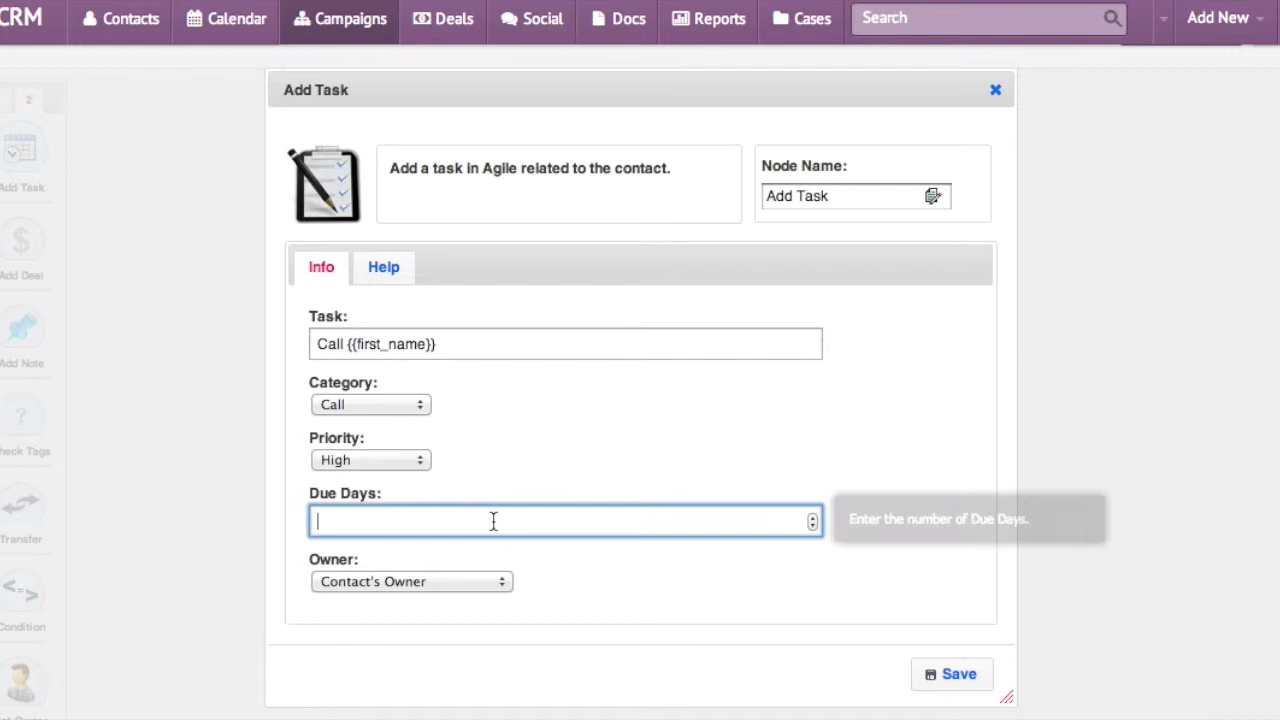 CRM Contacts Calendar Campaigns Deals Social Docs Reports Cases Search Add New
2
Add Task
Add a task in Agile related to the contact.
Node Name:
Add Task
Add Task
Add Deal
Add Note
heck Tags
Transfer
Condition
Info Help
Task:
Call {{first_name}}
Category:
Call
Priority:
High
Due Days:
Enter the number of Due Days.
Owner:
Contact's Owner
Save